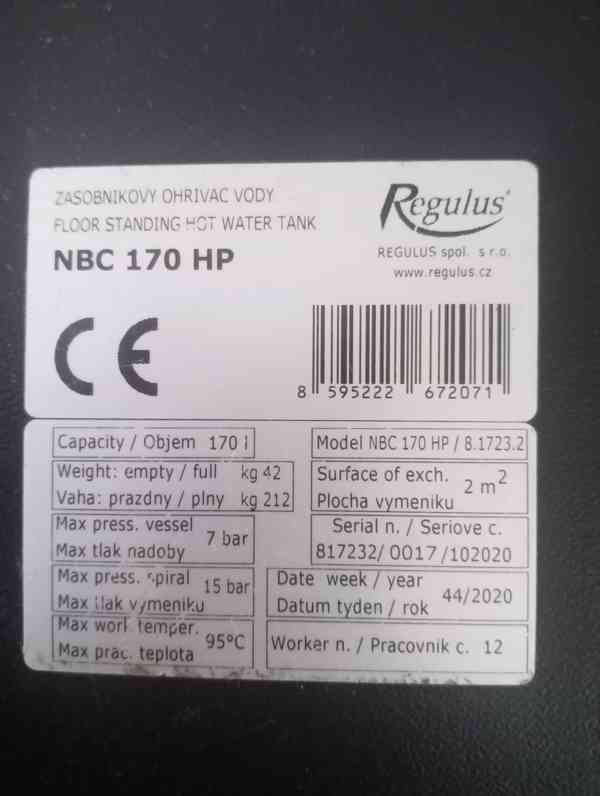 ZASOBNIKOVY OHRIVAC VODY
FLOOR STANDING HOT WATER TANK
NBC 170 HP
Regulus
REGULUS spol. s r.o.
www.regulus.cz
CE
8 595222 672071
Capacity / Objem 170 l
Model NBC 170 HP / 8.1723.2
Weight: empty / full kg 42
Vaha: prazdny / plny kg 212
Surface of exch. 2 m²
Plocha vymeniku
Max press. vessel 7 bar
Max tlak nadoby
Serial n. / Seriove c.
817232/ 0017 /102020
Max press. spiral 15 bar
Max tlak vymeniku
Date week / year 44/2020
Datum tyden / rok
Max work temper. 95°C
Max prac. teplota
Worker n. / Pracovnik c. 12